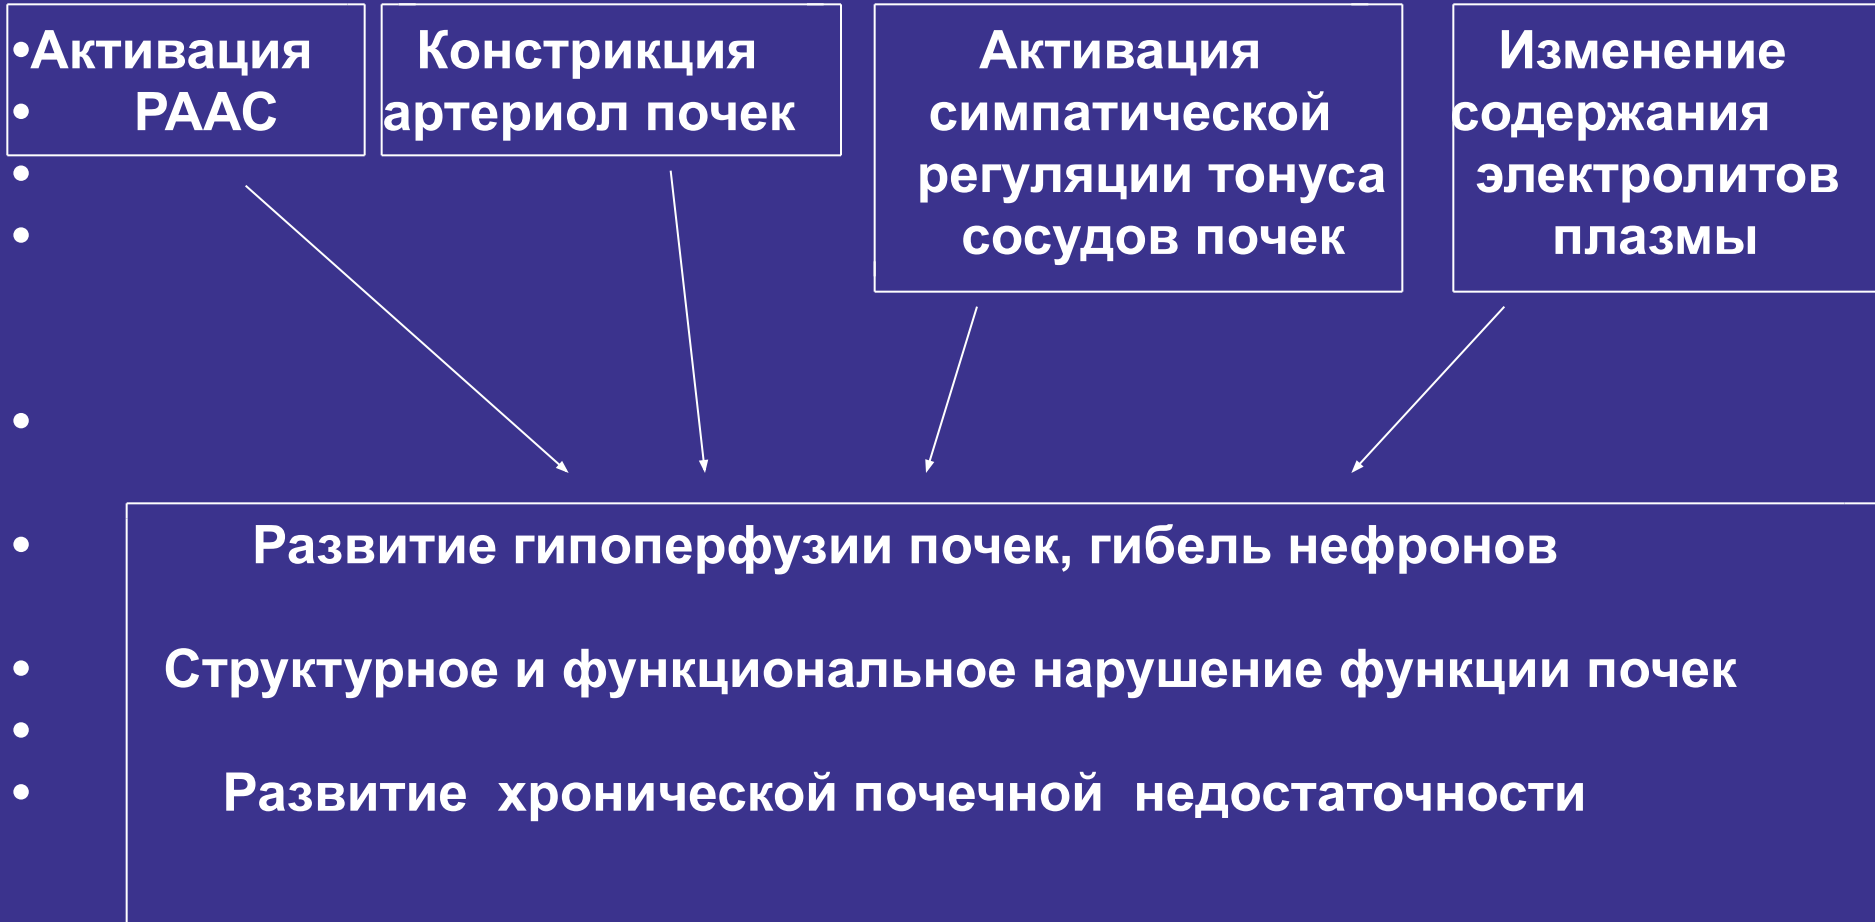 •Активация
• РААС
•
•
Констрикция
артериол почек
Активация
симпатической
регуляции тонуса
сосудов почек
Изменение
содержания
электролитов
плазмы
•
• Развитие гипоперфузии почек, гибель нефронов
• Структурное и функциональное нарушение функции почек
•
• Развитие хронической почечной недостаточности